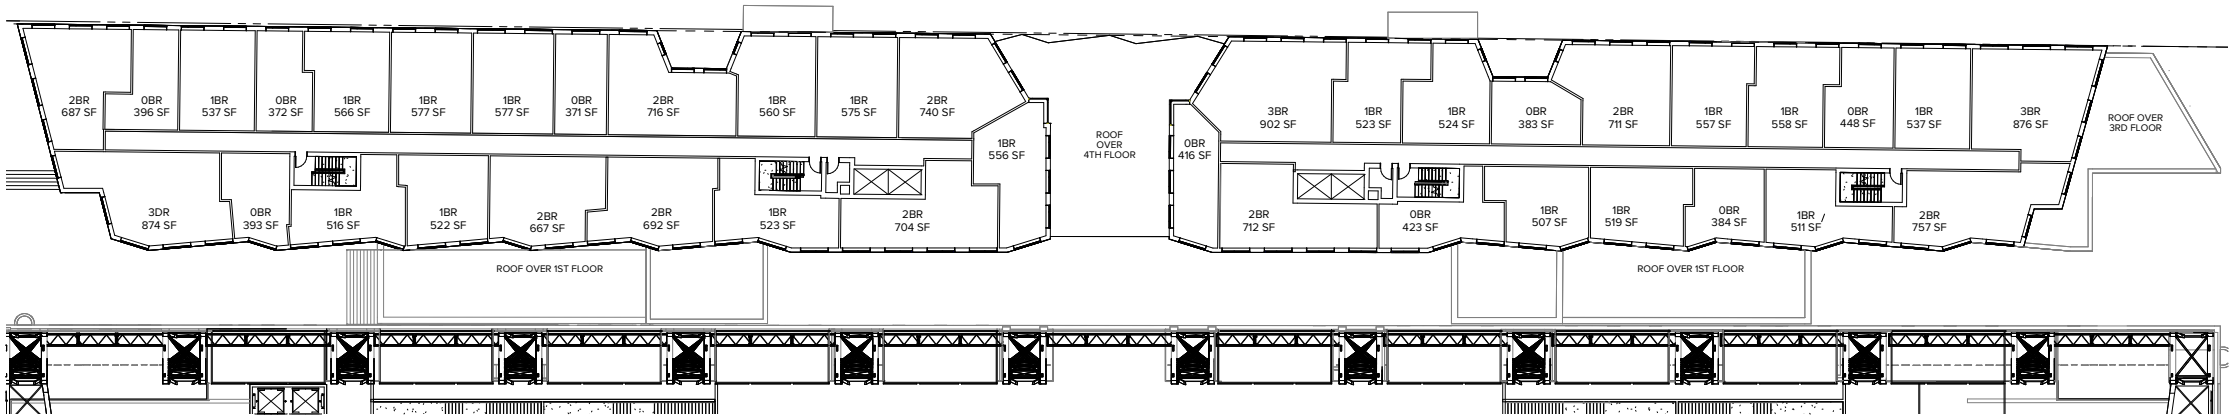 2BR
687 SF
0BR
396 SF
1BR
537 SF
0BR
372 SF
1BR
566 SF
1BR
577 SF
1BR
577 SF
0BR
371 SF
2BR
716 SF
1BR
560 SF
1BR
575 SF
2BR
740 SF
1BR
556 SF
3DR
874 SF
0BR
393 SF
1BR
516 SF
1BR
522 SF
2BR
667 SF
2BR
692 SF
1BR
523 SF
2BR
704 SF
ROOF
OVER
4TH FLOOR
0BR
416 SF
3BR
902 SF
1BR
523 SF
1BR
524 SF
0BR
383 SF
2BR
711 SF
1BR
557 SF
1BR
558 SF
0BR
448 SF
1BR
537 SF
3BR
876 SF
ROOF OVER
3RD FLOOR
2BR
712 SF
0BR
423 SF
1BR
507 SF
1BR
519 SF
0BR
384 SF
1BR /
511 SF
2BR
757 SF
ROOF OVER 1ST FLOOR
ROOF OVER 1ST FLOOR